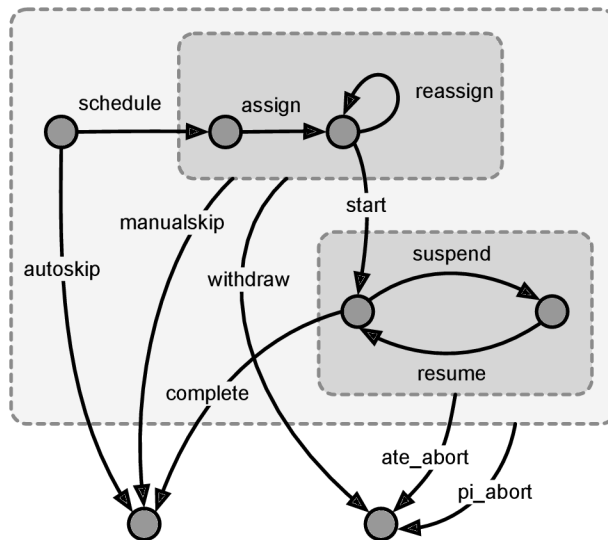 schedule
assign
reassign
manualskip
start
autoskip
withdraw
suspend
resume
complete
ate_abort
pi_abort